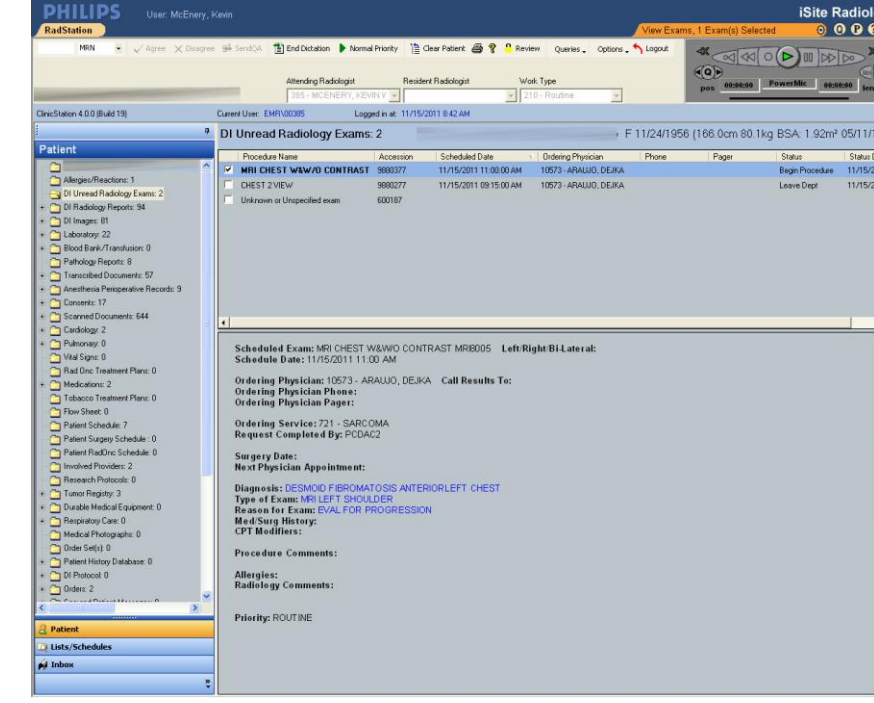 PHILIPS User: McEnery, Kevin iSite Radiol
RadStation View Exams, 1 Exam(s) Selected
MRN Agree Disagree SendQA End Dictation Normal Priority Clear Patient Review Queries Options Logout
Attending Radiologist Resident Radiologist Work Type
385 - MCENERY, KEVIN V 210 - Routine
pos 00:00:00 PowerMic 00:00:00 len
ClinicStation 4.0.0 (Build 19) Current User: EMR\00385 Logged in at: 11/15/2011 8:42 AM
Patient
DI Unread Radiology Exams: 2 F 11/24/1956 (166.0cm 80.1kg BSA: 1.92m² 05/11/1
Procedure Name Accession Scheduled Date Ordering Physician Phone Pager Status Status D
MRI CHEST W&W/O CONTRAST 9880377 11/15/2011 11:00:00 AM 10573 - ARAUJO, DEJKA Begin Procedure 11/15/2
CHEST 2 VIEW 9880277 11/15/2011 09:15:00 AM 10573 - ARAUJO, DEJKA Leave Dept 11/15/2
Unknown or Unspecified exam 600187
Allergies/Reactions: 1
DI Unread Radiology Exams: 2
DI Radiology Reports: 94
DI Images: 81
Laboratory: 22
Blood Bank/Transfusion: 0
Pathology Reports: 8
Transcribed Documents: 57
Anesthesia Perioperative Records: 9
Consents: 17
Scanned Documents: 644
Cardiology: 2
Pulmonary: 0
Vital Signs: 0
Rad Onc Treatment Plans: 0
Medications: 2
Tobacco Treatment Plans: 0
Flow Sheet: 0
Patient Schedule: 7
Patient Surgery Schedule : 0
Patient RadOnc Schedule: 0
Involved Providers: 2
Research Protocols: 0
Tumor Registry: 3
Durable Medical Equipment: 0
Respiratory Care: 0
Medical Photographs: 0
Order Set(s): 0
Patient History Database: 0
DI Protocol: 0
Orders: 2
Patient
Lists/Schedules
Inbox
Scheduled Exam: MRI CHEST W&W/O CONTRAST MRI8005 Left/Right/Bi-Lateral:
Schedule Date: 11/15/2011 11:00 AM
Ordering Physician: 10573 - ARAUJO, DEJKA Call Results To:
Ordering Physician Phone:
Ordering Physician Pager:
Ordering Service: 721 - SARCOMA
Request Completed By: PCDAC2
Surgery Date:
Next Physician Appointment:
Diagnosis: DESMOID FIBROMATOSIS ANTERIORLEFT CHEST
Type of Exam: MRI LEFT SHOULDER
Reason for Exam: EVAL FOR PROGRESSION
Med/Surg History:
CPT Modifiers:
Procedure Comments:
Allergies:
Radiology Comments:
Priority: ROUTINE